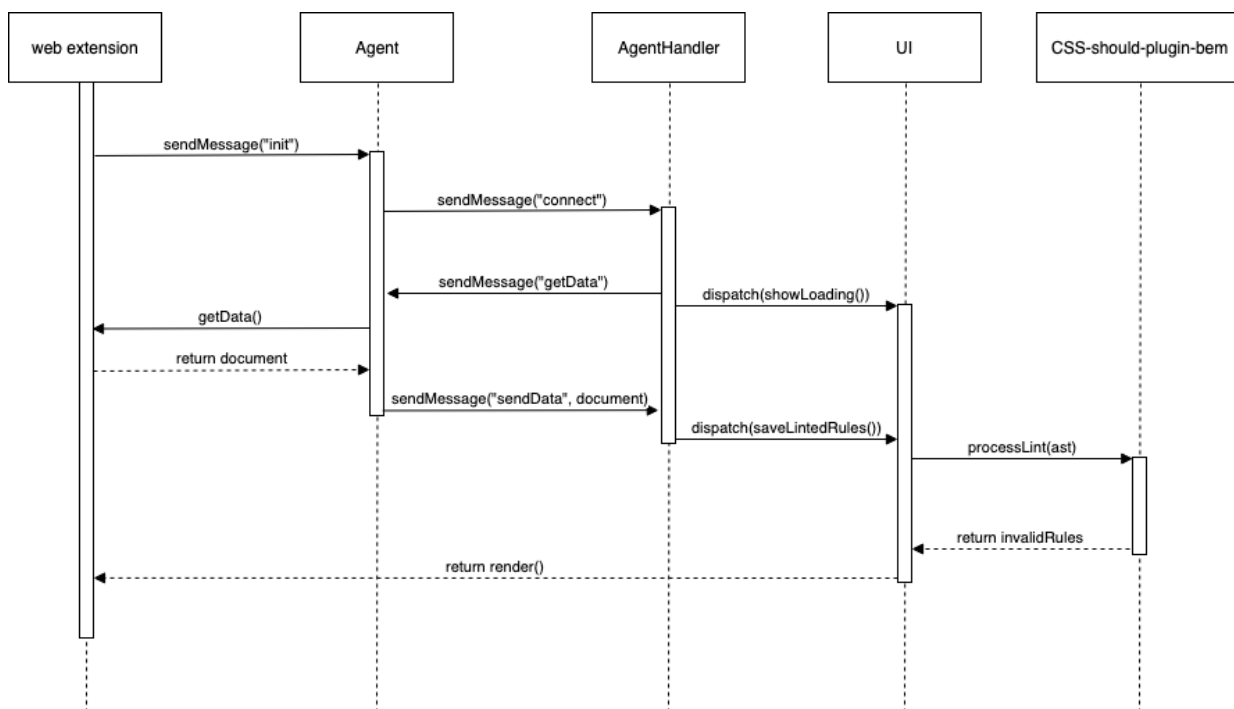 web extension
Agent
AgentHandler
UI
CSS-should-plugin-bem
sendMessage("init")
sendMessage("connect")
sendMessage("getData")
dispatch(showLoading())
getData()
return document
sendMessage("sendData", document)
dispatch(saveLintedRules())
processLint(ast)
return invalidRules
return render()